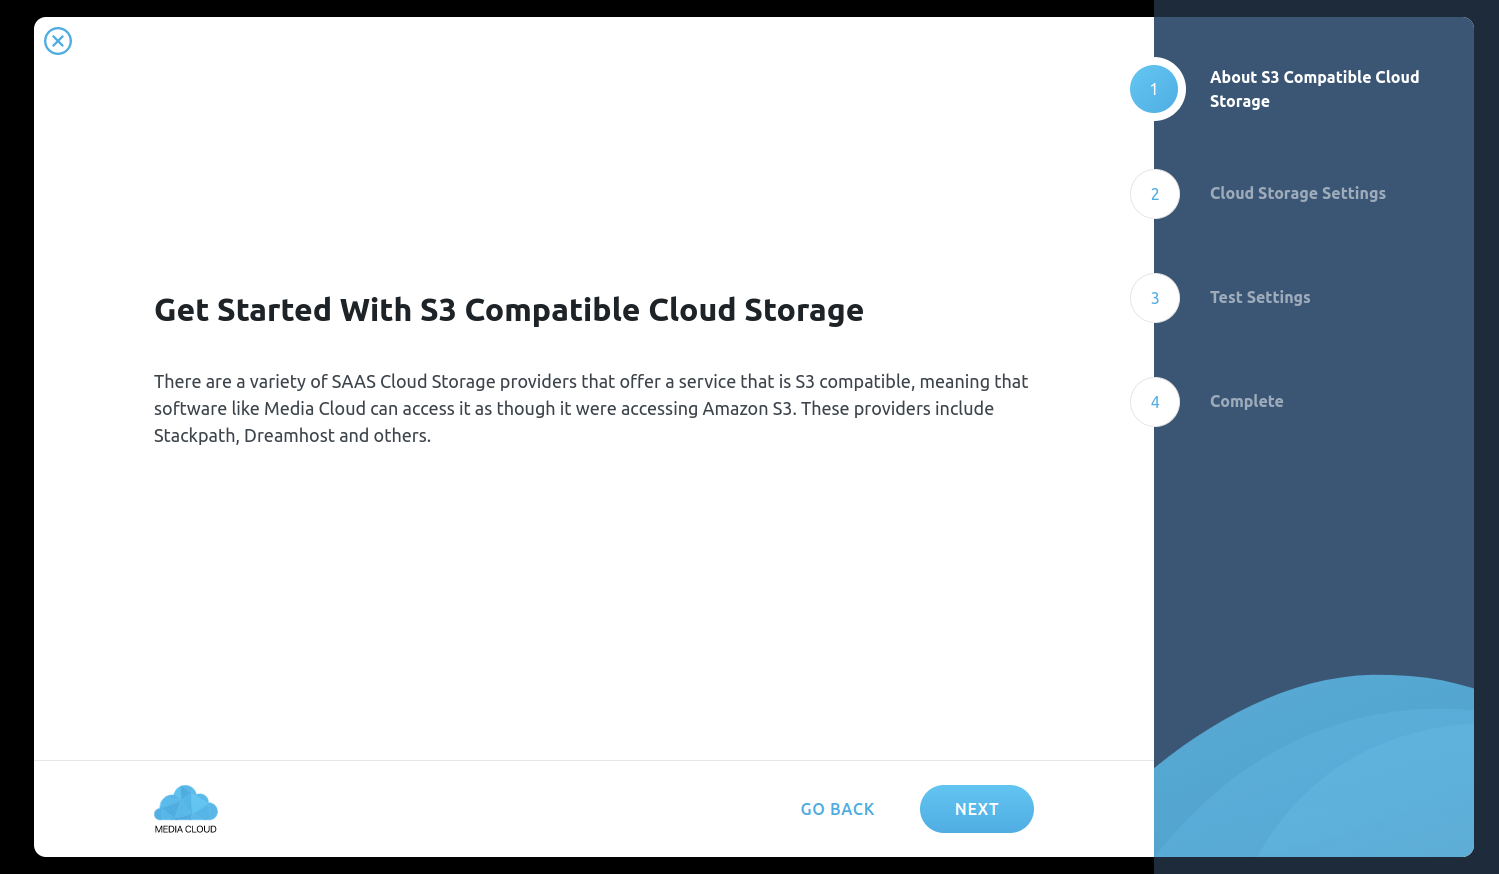 Get Started With S3 Compatible Cloud Storage
There are a variety of SAAS Cloud Storage providers that offer a service that is S3 compatible, meaning that
software like Media Cloud can access it as though it were accessing Amazon S3. These providers include
Stackpath, Dreamhost and others.
1
About S3 Compatible Cloud
Storage
2
Cloud Storage Settings
3
Test Settings
4
Complete
MEDIA CLOUD
GO BACK
NEXT